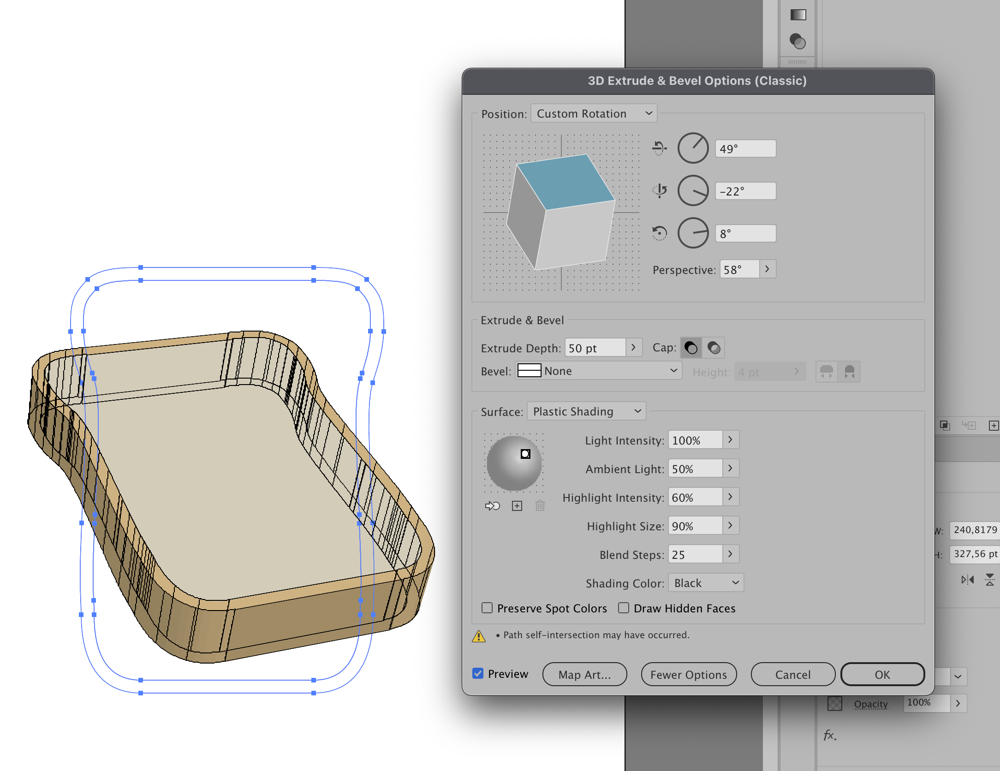 3D Extrude & Bevel Options (Classic)
Position: Custom Rotation
49°
-22°
8°
Perspective: 58°
Extrude & Bevel
Extrude Depth: 50 pt Cap:
Bevel: None Height: 4 pt
Surface: Plastic Shading
Light Intensity: 100%
Ambient Light: 50%
Highlight Intensity: 60%
Highlight Size: 90%
Blend Steps: 25
Shading Color: Black
Preserve Spot Colors Draw Hidden Faces
• Path self-intersection may have occurred.
Preview Map Art... Fewer Options Cancel OK
W: 240,8179
H: 327,56 pt
Opacity 100%
fx